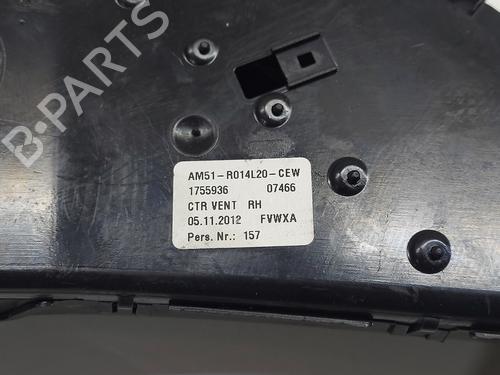 B-PARTS
AM51-R014L20-CEW
1755936 07466
CTR VENT RH
05.11.2012 FVWXA
Pers. Nr.: 157